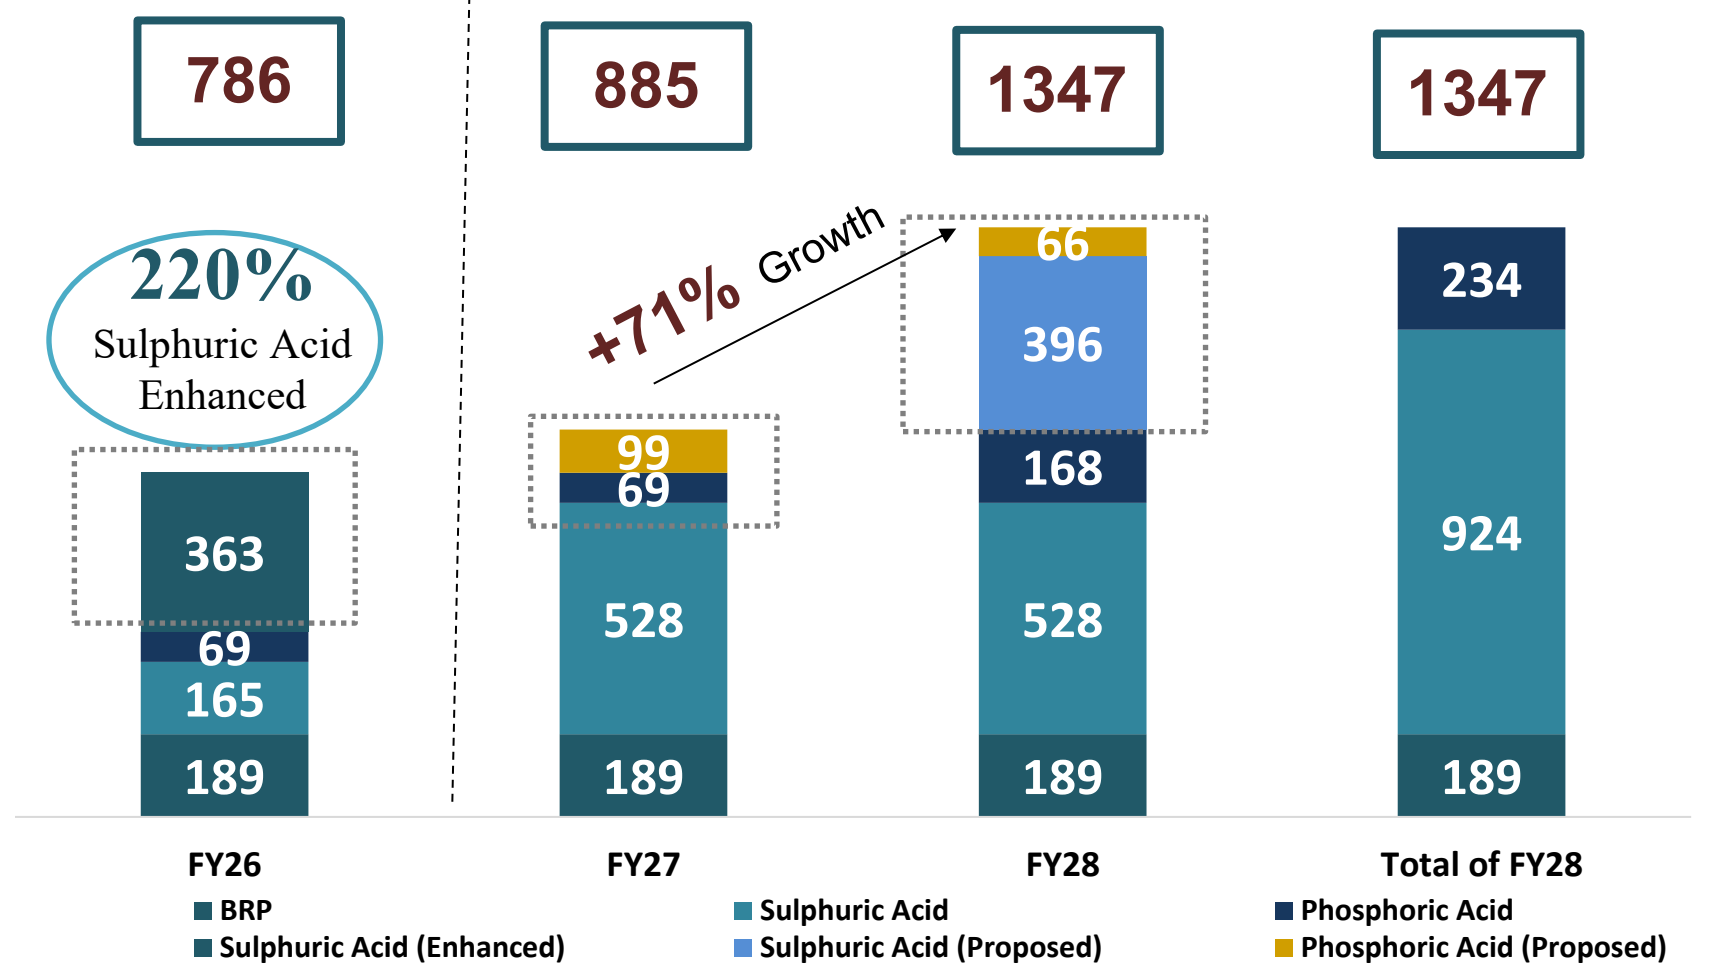 786
885
1347
1347
220%
Sulphuric Acid
Enhanced
+71% Growth
363
69
165
189
99
69
528
189
66
396
168
528
189
234
924
189
FY26
FY27
FY28
Total of FY28
BRP
Sulphuric Acid
Phosphoric Acid
Sulphuric Acid (Enhanced)
Sulphuric Acid (Proposed)
Phosphoric Acid (Proposed)